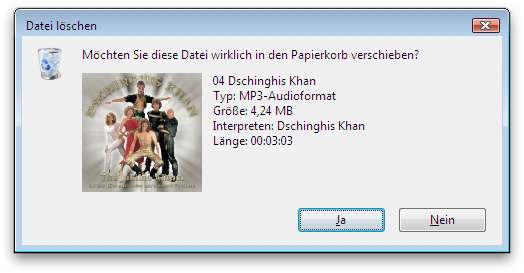 Datei löschen
Möchten Sie diese Datei wirklich in den Papierkorb verschieben?
DSCHINGHIS KHAN
04 Dschinghis Khan
Typ: MP3-Audioformat
Größe: 4,24 MB
Interpreten: Dschinghis Khan
Länge: 00:03:03
Ja
Nein